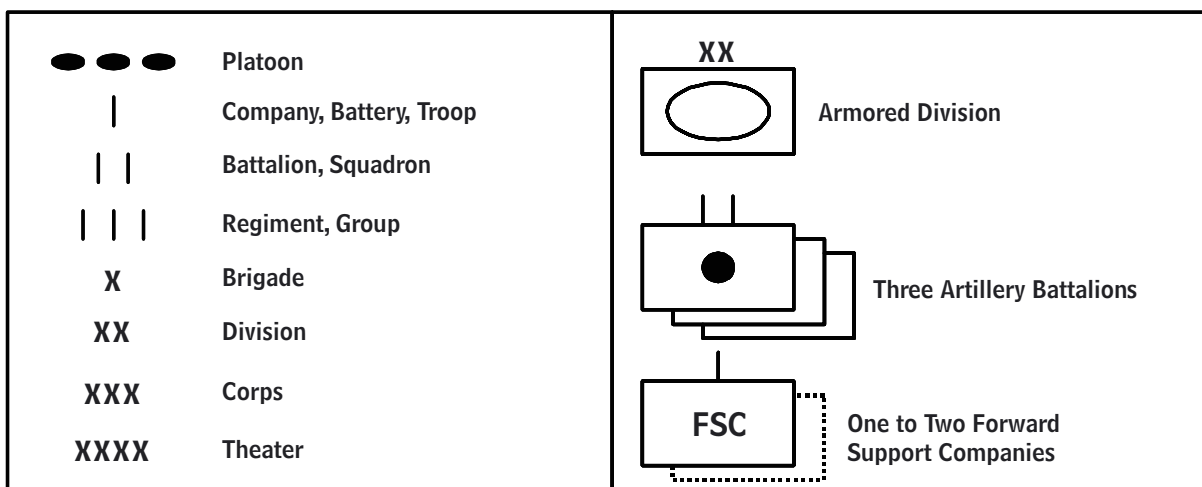 Platoon
Company, Battery, Troop
Battalion, Squadron
Regiment, Group
X Brigade
XX Division
XXX Corps
XXXX Theater
XX
Armored Division
Three Artillery Battalions
FSC
One to Two Forward
Support Companies